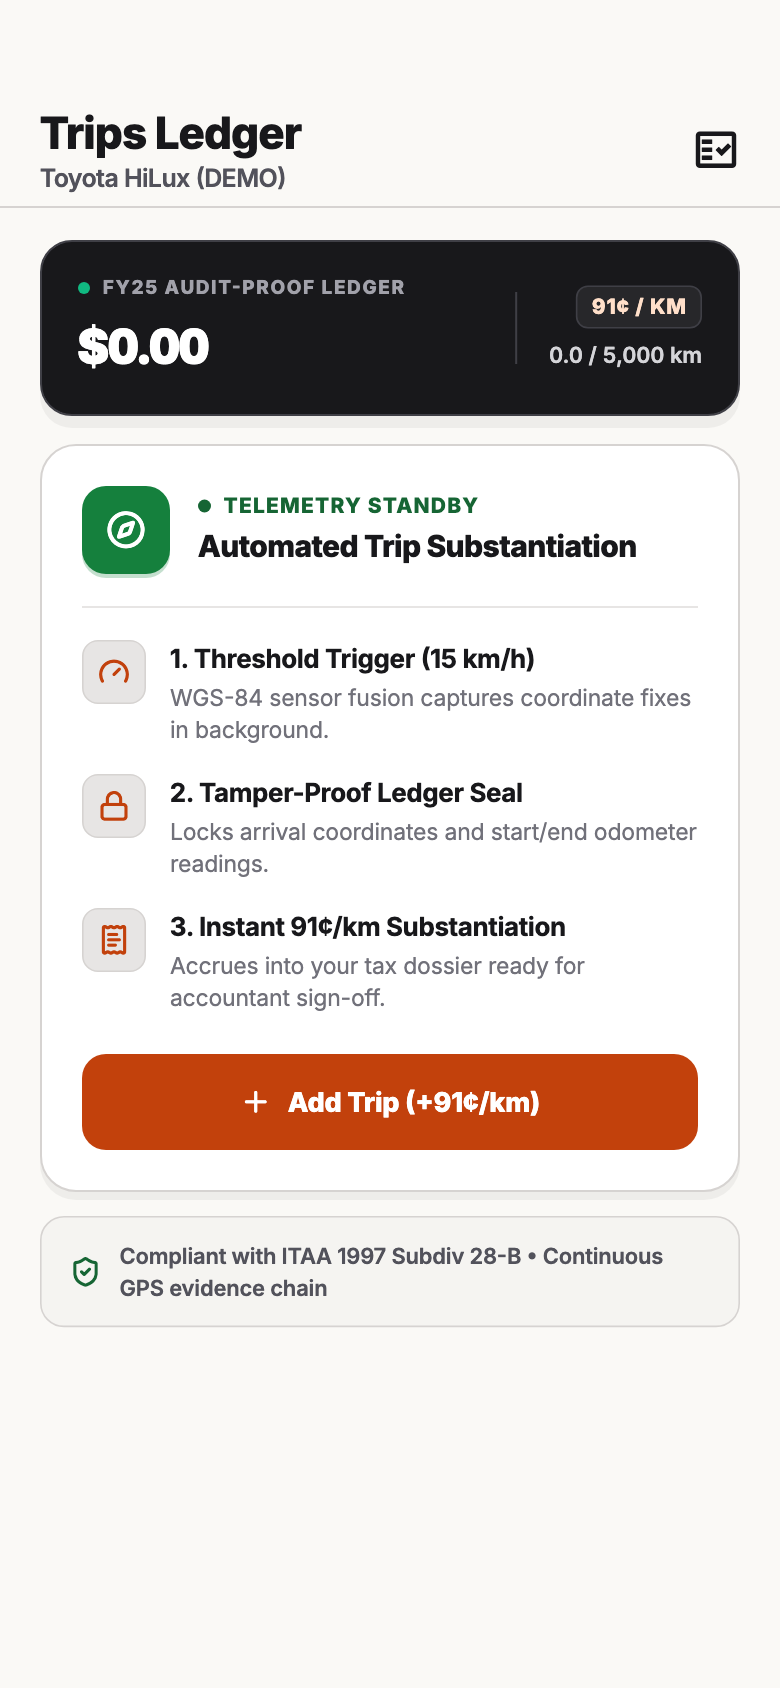 Trips Ledger
Toyota HiLux (DEMO)
FY25 AUDIT-PROOF LEDGER
$0.00
91¢ / KM
0.0 / 5,000 km
TELEMETRY STANDBY
Automated Trip Substantiation
1. Threshold Trigger (15 km/h)
WGS-84 sensor fusion captures coordinate fixes
in background.
2. Tamper-Proof Ledger Seal
Locks arrival coordinates and start/end odometer
readings.
3. Instant 91¢/km Substantiation
Accrues into your tax dossier ready for
accountant sign-off.
Add Trip (+91¢/km)
Compliant with ITAA 1997 Subdiv 28-B • Continuous
GPS evidence chain